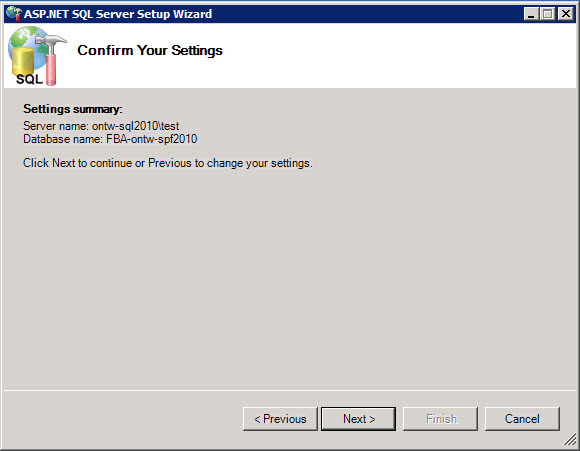 ASP.NET SQL Server Setup Wizard
Confirm Your Settings
SQL
Settings summary:
Server name: ontw-sql2010\test
Database name: FBA-ontw-spf2010
Click Next to continue or Previous to change your settings.
< Previous
Next >
Finish
Cancel